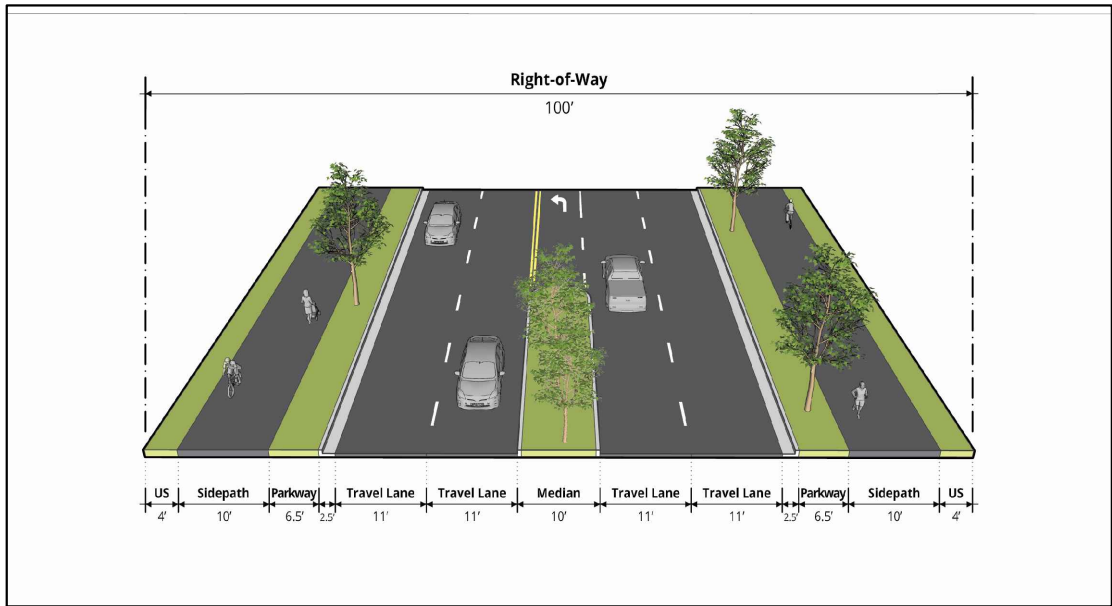 Right-of-Way
100’
US Sidepath Parkway Travel Lane Travel Lane Median Travel Lane Travel Lane Parkway Sidepath US
4’ 10’ 6.5’ 2.5’ 11’ 11’ 10’ 11’ 11’ 2.5’ 6.5’ 10’ 4’